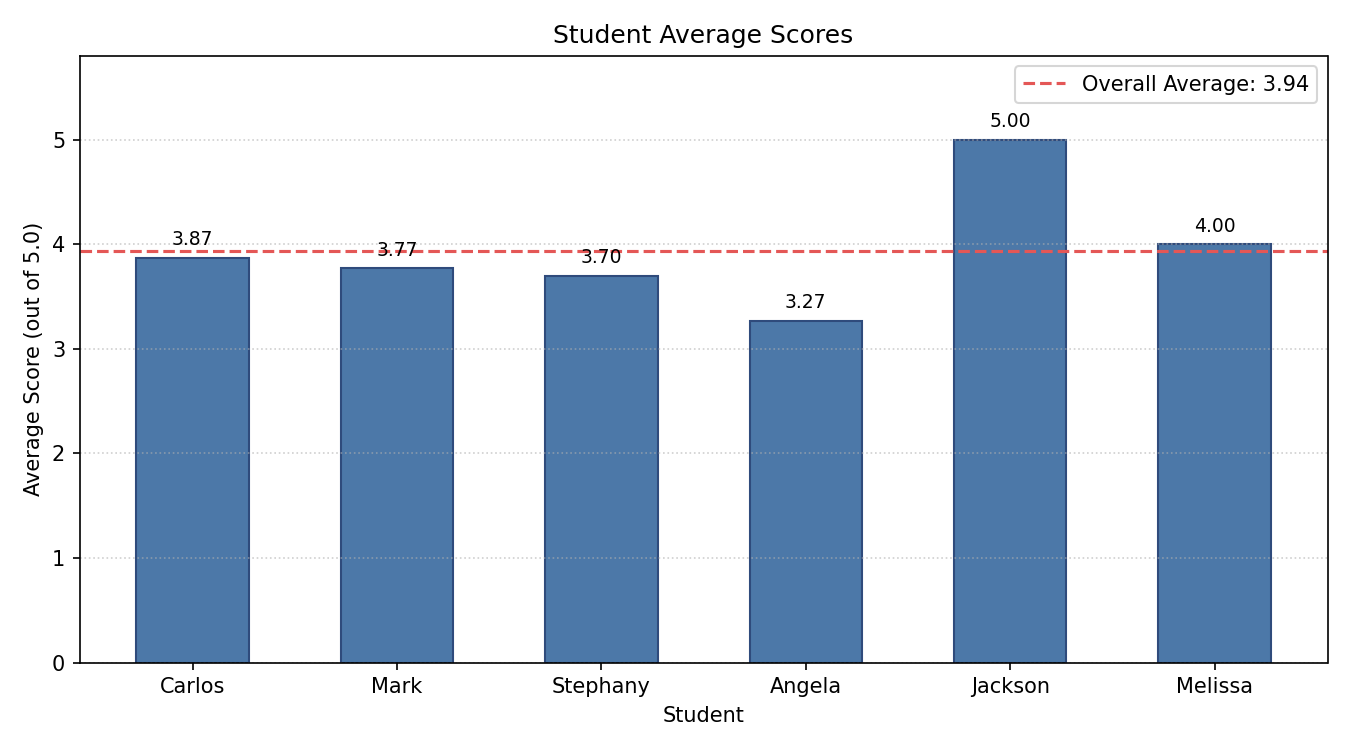 Student Average Scores
Overall Average: 3.94
Average Score (out of 5.0)
5
4
3
2
1
0
3.87
3.77
3.70
3.27
5.00
4.00
Carlos Mark Stephany Angela Jackson Melissa
Student